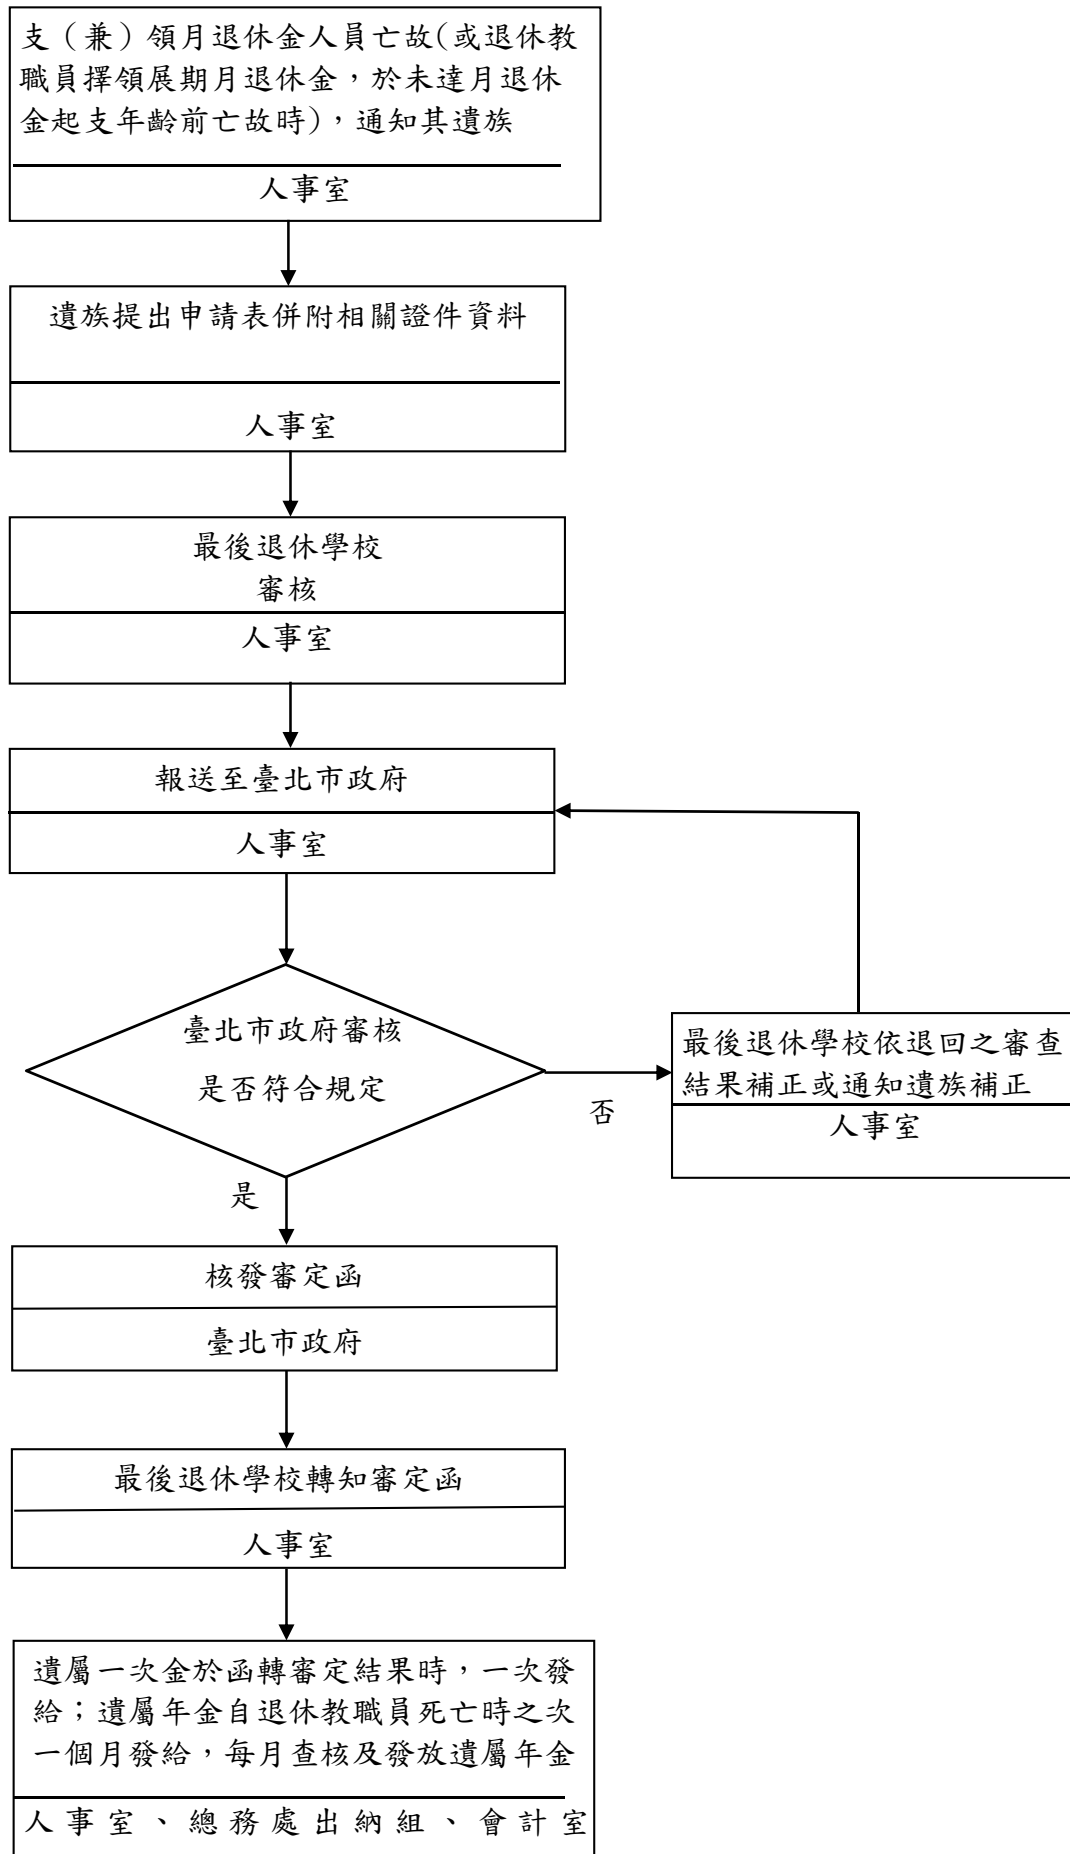 支（兼）領月退休金人員亡故(或退休教
職員擇領展期月退休金，於未達月退休
金起支年齡前亡故時)，通知其遺族
人事室
遺族提出申請表併附相關證件資料
人事室
最後退休學校
審核
人事室
報送至臺北市政府
人事室
臺北市政府審核
是否符合規定
否
最後退休學校依退回之審查
結果補正或通知遺族補正
人事室
是
核發審定函
臺北市政府
最後退休學校轉知審定函
人事室
遺屬一次金於函轉審定結果時，一次發
給；遺屬年金自退休教職員死亡時之次
一個月發給，每月查核及發放遺屬年金
人事室、總務處出納組、會計室